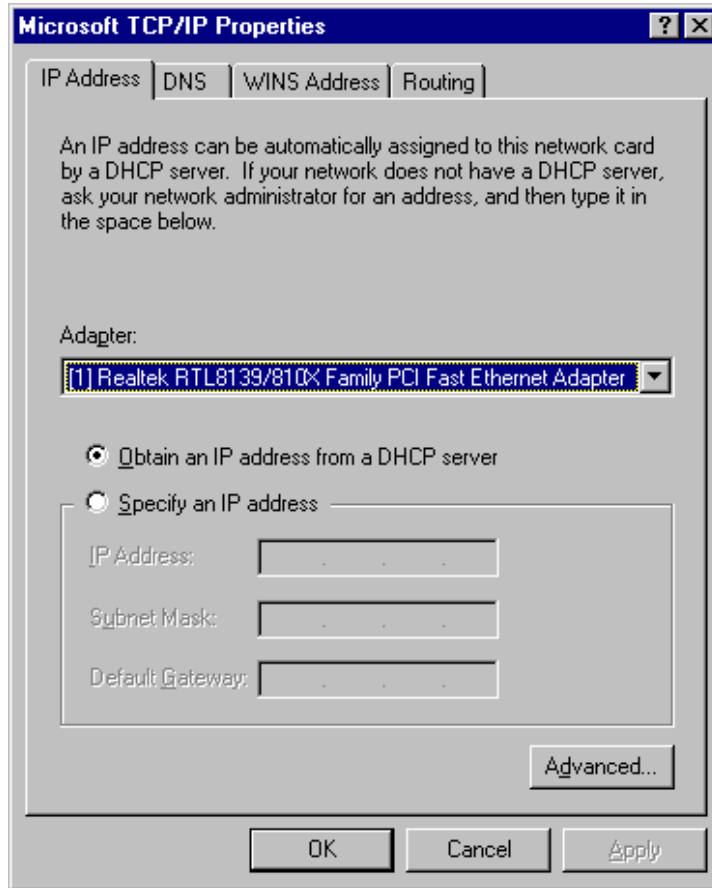 Microsoft TCP/IP Properties
IP Address DNS WINS Address Routing
An IP address can be automatically assigned to this network card
by a DHCP server. If your network does not have a DHCP server,
ask your network administrator for an address, and then type it in
the space below.
Adapter:
[1] Realtek RTL8139/810X Family PCI Fast Ethernet Adapter
Obtain an IP address from a DHCP server
Specify an IP address
IP Address:
Subnet Mask:
Default Gateway:
Advanced...
OK Cancel Apply